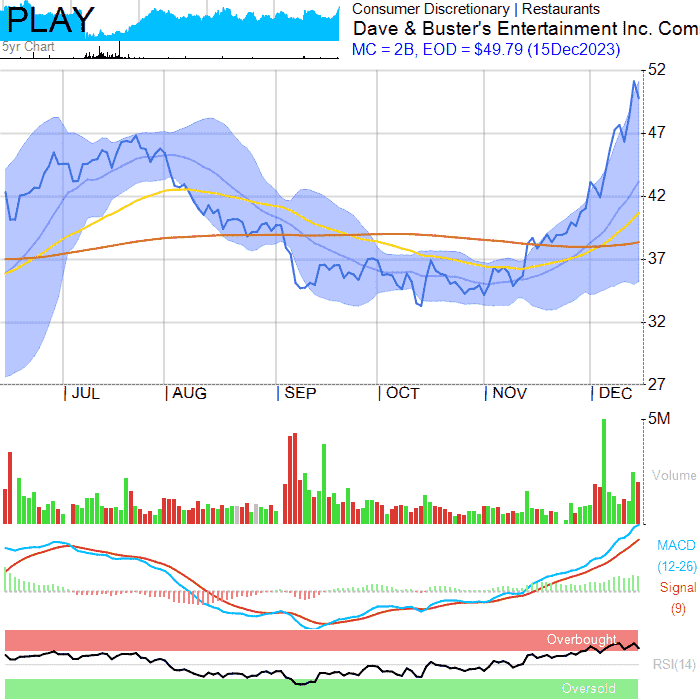 PLAY
5yr Chart
Consumer Discretionary | Restaurants
Dave & Buster's Entertainment Inc. Com
MC = 2B, EOD = $49.79 (15Dec2023)
52
47
42
37
32
27
JUL AUG SEP OCT NOV DEC
5M
Volume
MACD
(12-26)
Signal
(9)
Overbought
RSI(14)
Oversold